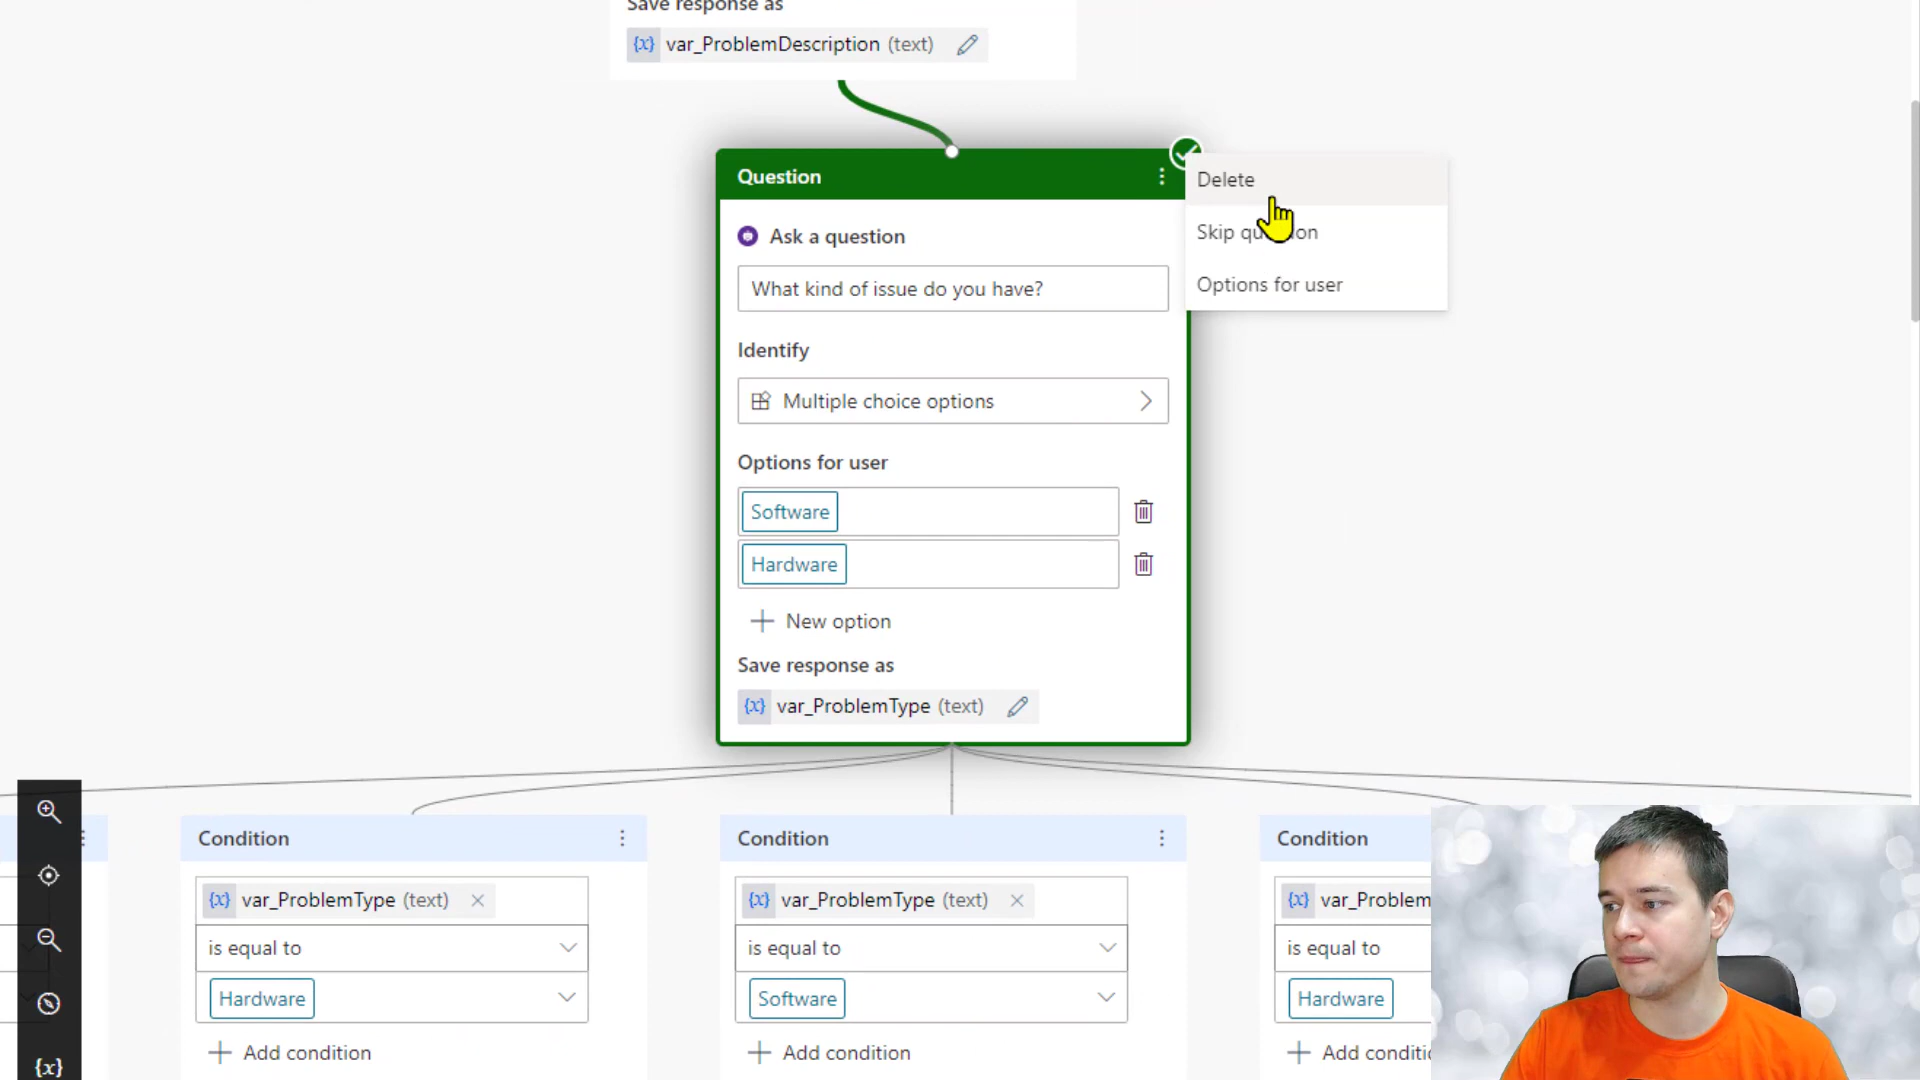 Save response as
{x} var_ProblemDescription (text)
Question
Delete
Ask a question
Skip qu on
What kind of issue do you have?
Options for user
Identify
Multiple choice options
Options for user
Software
Hardware
New option
Save response as
{x} var_ProblemType (text)
Condition
Condition
Condition
{x} var_ProblemType (text)
{x} var_ProblemType (text)
{x} var_Problem
is equal to
is equal to
is equal to
Hardware
Software
Hardware
Add condition
Add condition
Add conditi
{x}